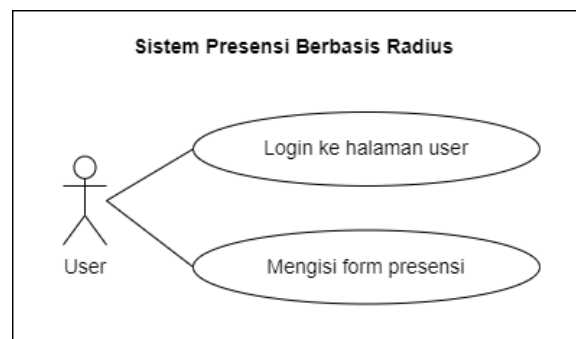 Sistem Presensi Berbasis Radius
Login ke halaman user
User
Mengisi form presensi